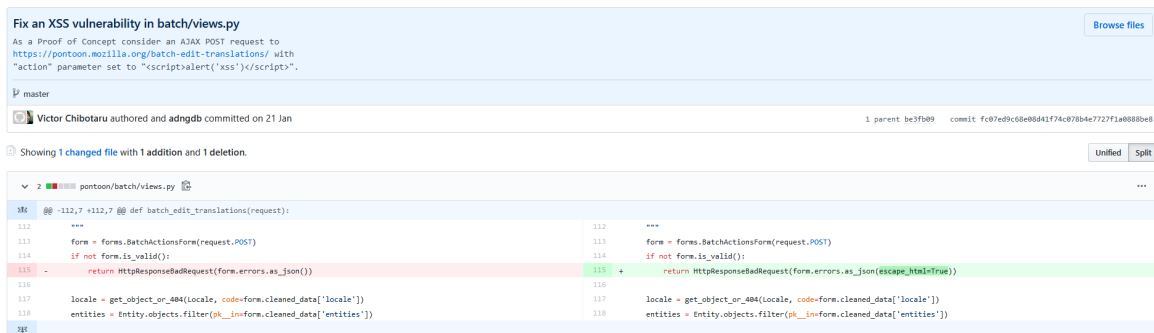 Fix an XSS vulnerability in batch/views.py
Browse files
As a Proof of Concept consider an AJAX POST request to
https://pontoon.mozilla.org/batch-edit-translations/ with
"action" parameter set to "<script>alert('xss')</script>".
master
Victor Chibotaru authored and adngdb committed on 21 Jan
1 parent be3fb09 commit fc07ed9c68e08d41f74c078b4e7727f1a0888be8
Showing 1 changed file with 1 addition and 1 deletion.
Unified Split
2 pontoon/batch/views.py
@@ -112,7 +112,7 @@ def batch_edit_translations(request):
112 """ 112 """
113 form = forms.BatchActionsForm(request.POST) 113 form = forms.BatchActionsForm(request.POST)
114 if not form.is_valid(): 114 if not form.is_valid():
115 - return HttpResponseBadRequest(form.errors.as_json()) 115 + return HttpResponseBadRequest(form.errors.as_json(escape_html=True))
116 116
117 locale = get_object_or_404(Locale, code=form.cleaned_data['locale']) 117 locale = get_object_or_404(Locale, code=form.cleaned_data['locale'])
118 entities = Entity.objects.filter(pk__in=form.cleaned_data['entities']) 118 entities = Entity.objects.filter(pk__in=form.cleaned_data['entities'])